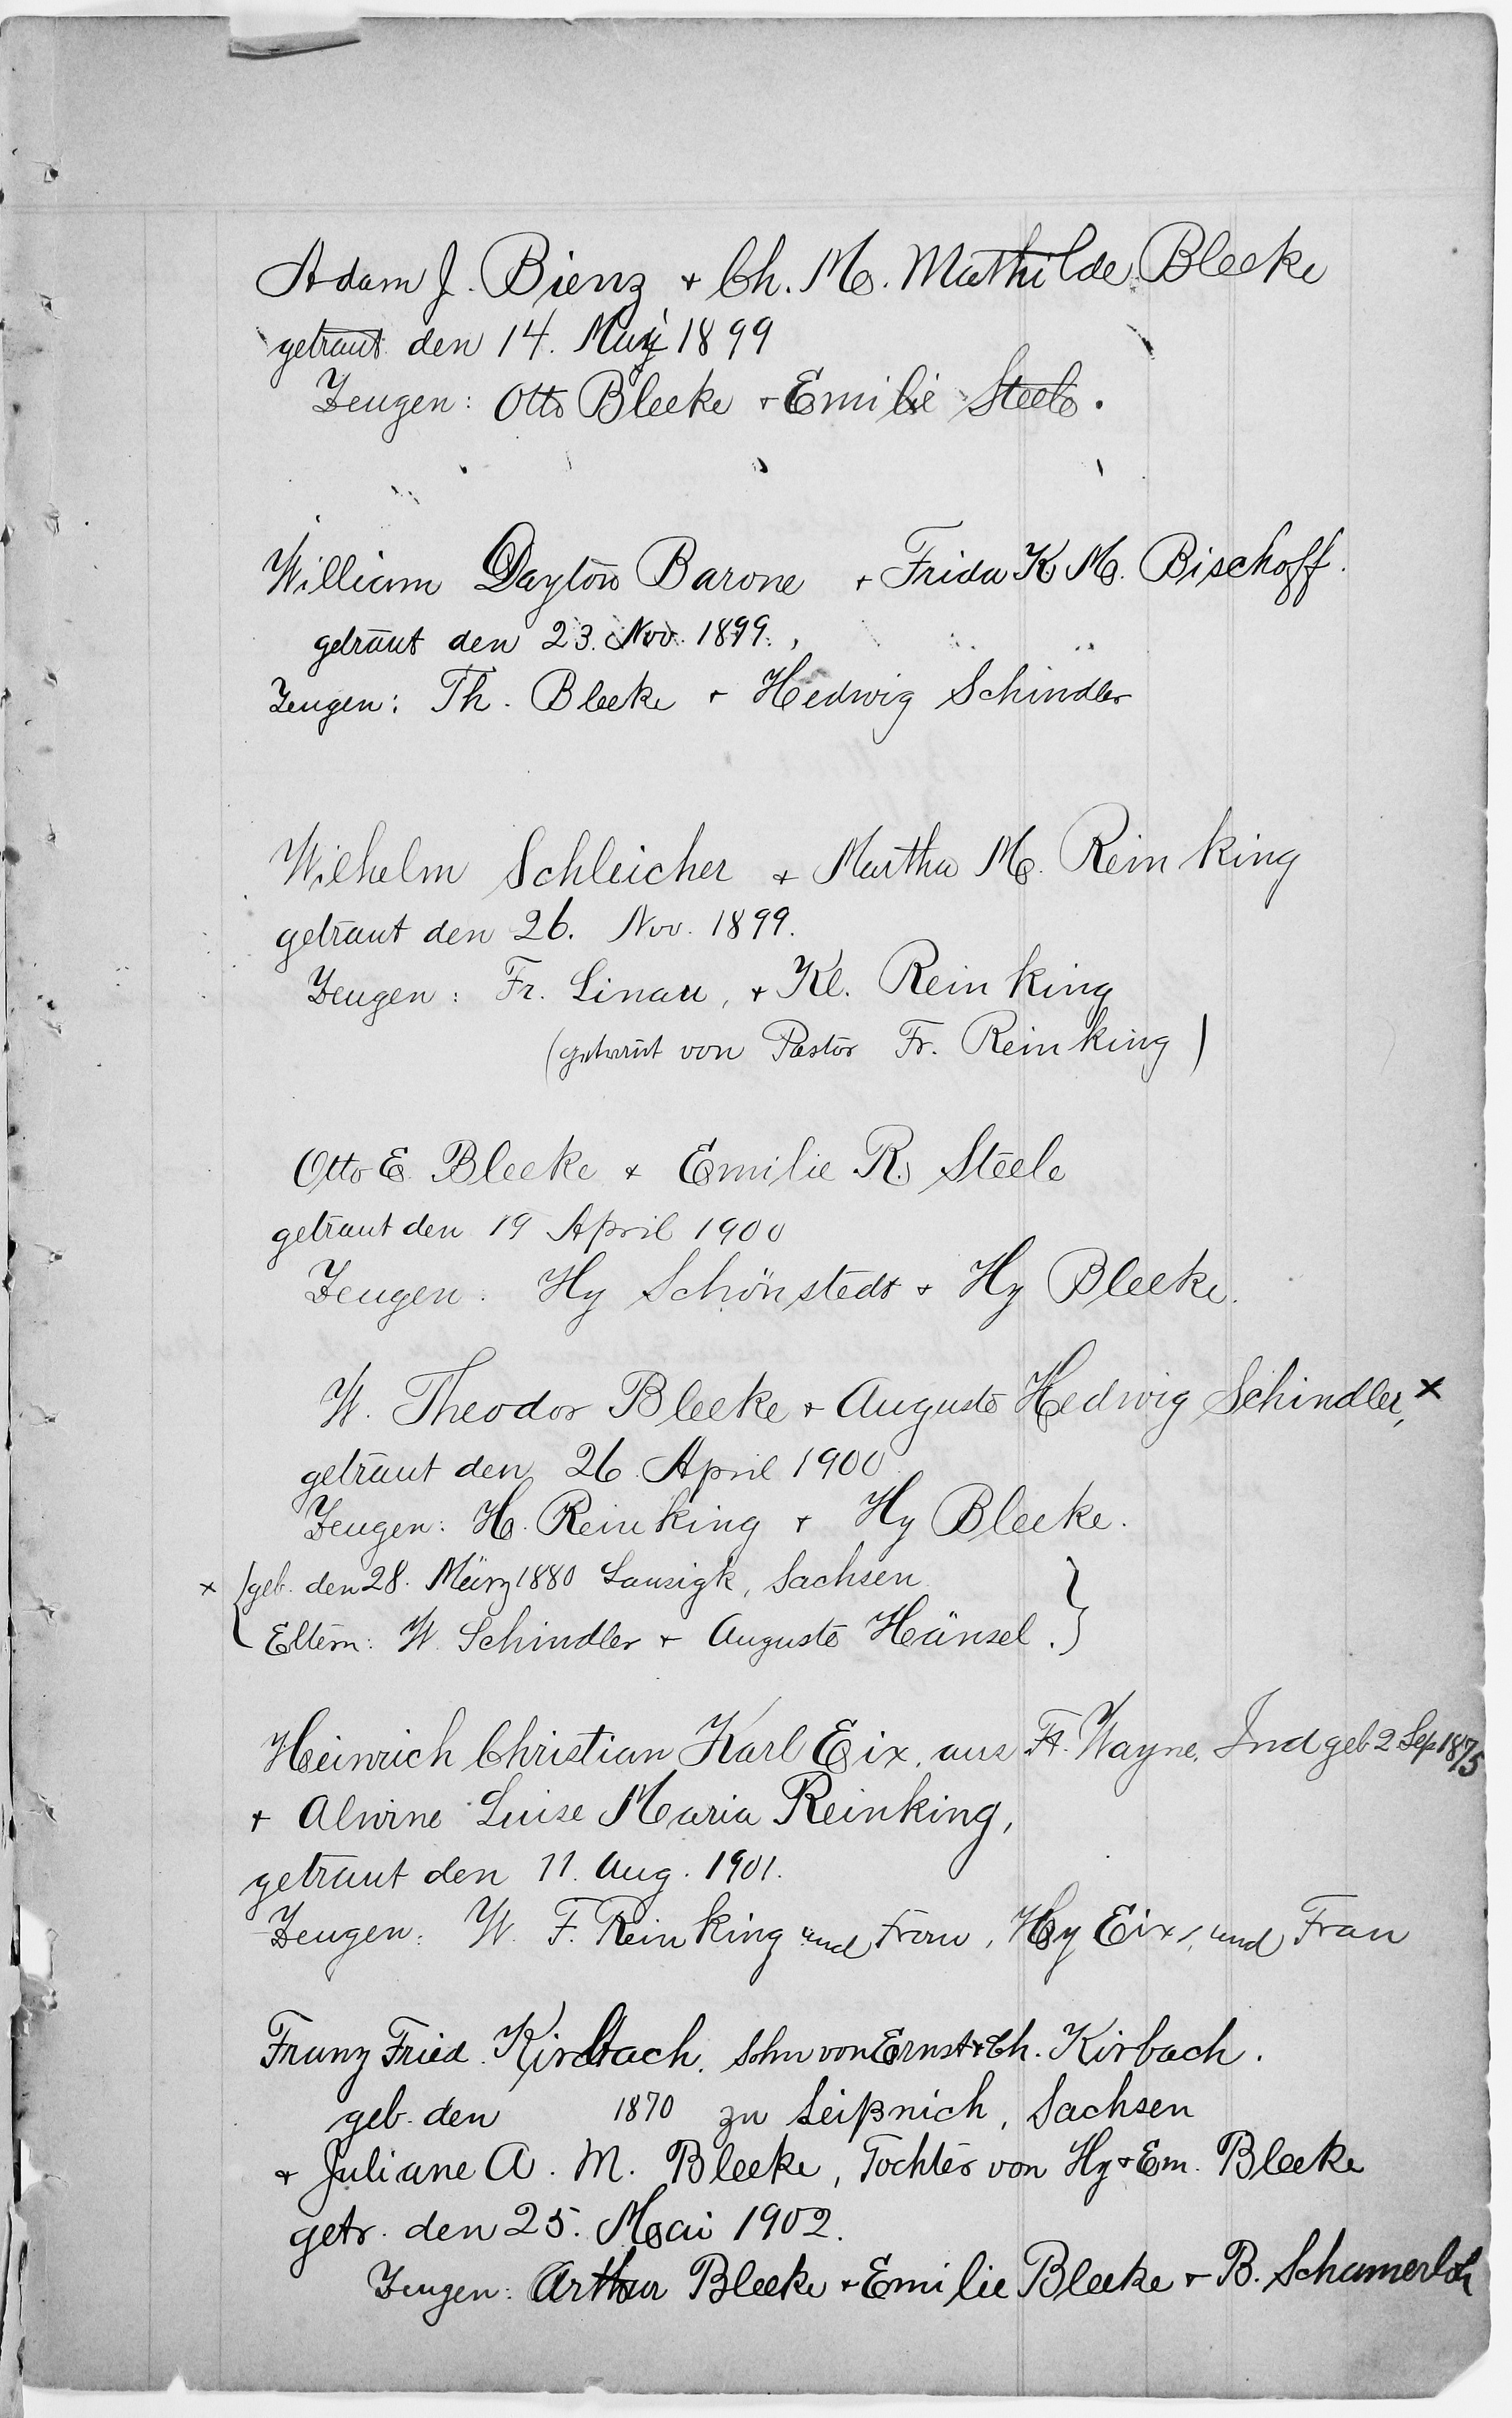 Adam J. Bienz + Ch. M. Mathilde Bleeke
getraut den 14. Mai 1899
Zeugen: Otto Bleeke + Emilie Steele.
William Dayton Barone + Frida K. M. Bischoff.
getraut den 23. Nov. 1899.
Zeugen: Th. Bleeke + Hedwig Schindler
Wilhelm Schleicher + Martha M. Reinking
getraut den 26. Nov. 1899.
Zeugen: Fr. Linau, + Kl. Reinking
(getraut von Pastor Fr. Reinking)
Otto E. Bleeke + Emilie R. Steele
getraut den 19 April 1900
Zeugen: Hy Schönstedt + Hy Bleeke.
W. Theodor Bleeke + Auguste Hedwig Schindler, x
getraut den 26. April 1900
Zeugen: H. Reinking + Hy Bleeke.
x {geb. den 28. März 1880 Lausigk, Sachsen
Eltern: W. Schindler + Auguste Hänsel.}
Heinrich Christian Karl Eix, aus Ft. Wayne, Ind geb 2 Sep 1875
+ Alwine Luise Maria Reinking,
getraut den 11. Aug. 1901.
Zeugen: W. F. Reinking und Frau, Hy Eix, und Frau
Franz Fried. Kirbach, Sohn von Ernst + Ch. Kirbach.
geb. den 1870 zu Leißnich, Sachsen
+ Juliane A. M. Bleeke, Tochter von Hy + Em. Bleeke
getr. den 25. Mai 1902.
Zeugen: Arthur Bleeke + Emilie Bleeke + B. Schamerloh